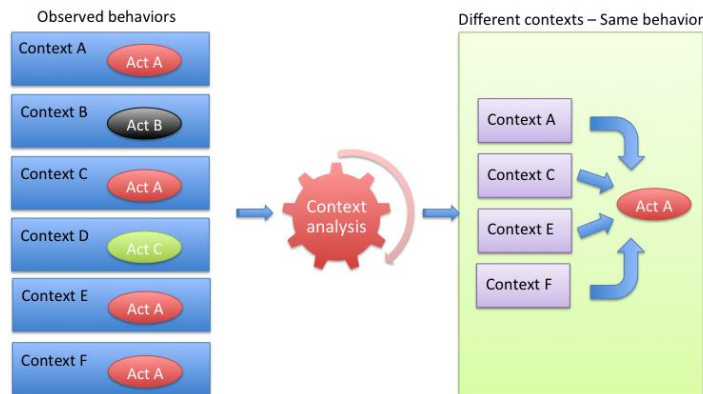 Observed behaviors
Context A
Act A
Context B
Act B
Context C
Act A
Context D
Act C
Context E
Act A
Context F
Act A
Context
analysis
Different contexts – Same behavior
Context A
Context C
Context E
Context F
Act A